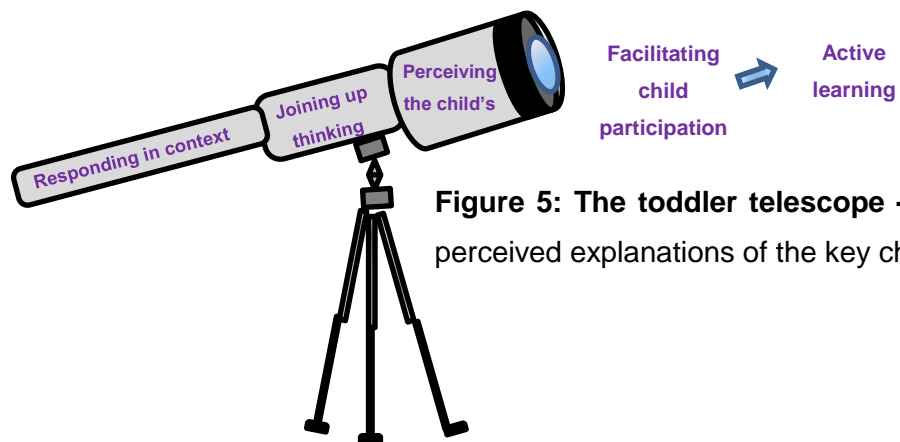 Responding in context
Joining up
thinking
Perceiving
the child's
Facilitating
child
participation
Active
learning
Figure 5: The toddler telescope -
perceived explanations of the key